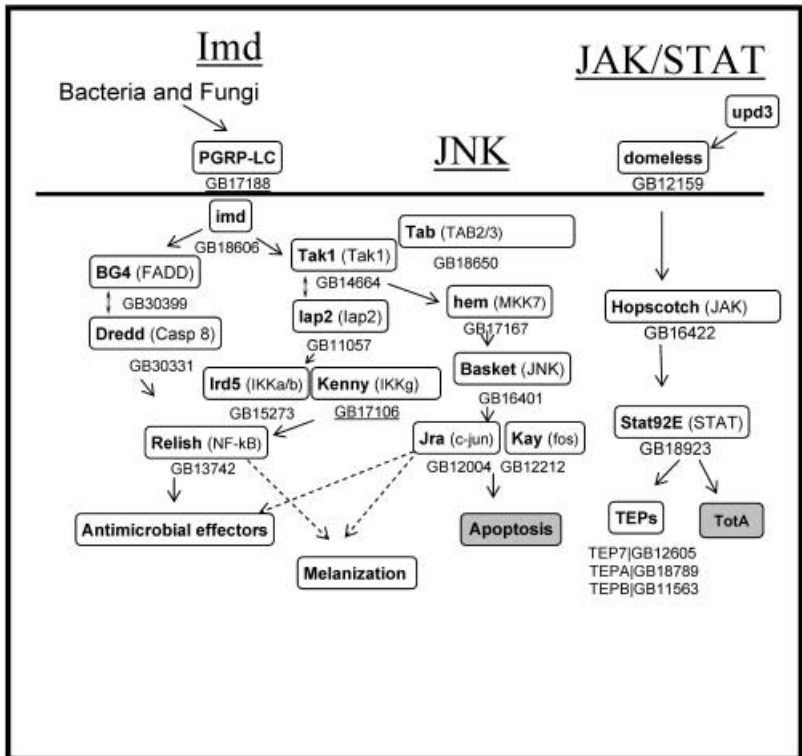 Imd
JAK/STAT
Bacteria and Fungi
upd3
JNK
PGRP-LC
domeless
GB17188
GB12159
imd
Tab (TAB2/3)
GB18606
Tak1 (Tak1)
GB18650
BG4 (FADD)
GB14664
GB30399
hem (MKK7)
Hopscotch (JAK)
Iap2 (Iap2)
GB17167
GB16422
Dredd (Casp 8)
GB11057
GB30331
Basket (JNK)
Ird5 (IKKa/b)
Kenny (IKKg)
GB16401
GB15273
GB17106
Stat92E (STAT)
Relish (NF-kB)
Jra (c-jun)
Kay (fos)
GB18923
GB13742
GB12004
GB12212
Antimicrobial effectors
Apoptosis
TEPs
TotA
TEP7|GB12605
Melanization
TEPA|GB18789
TEPB|GB11563